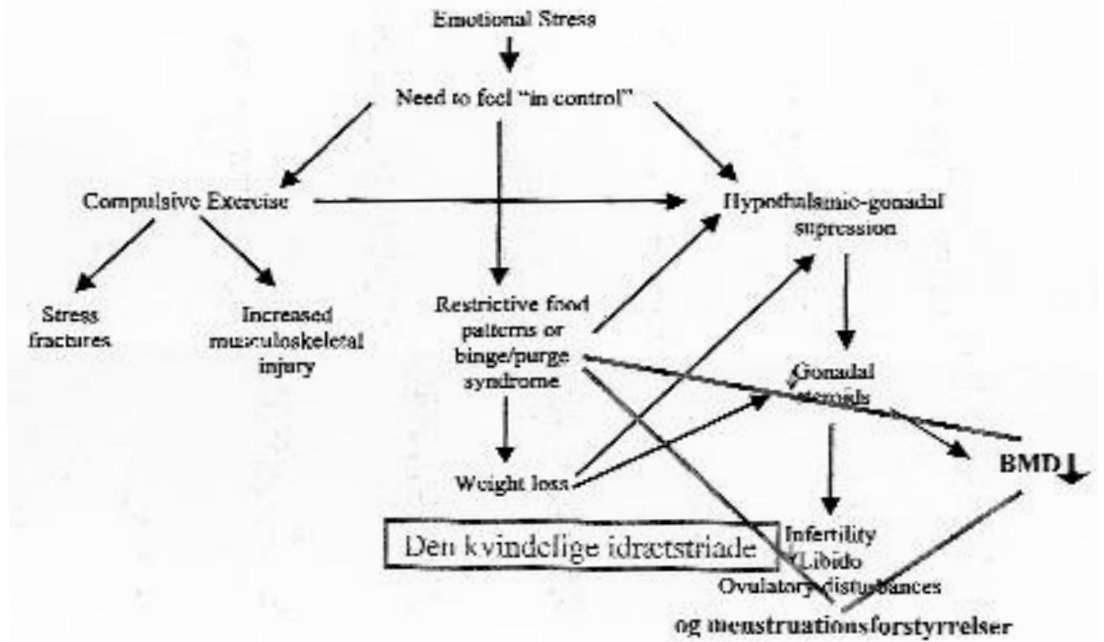 Emotional Stress
Need to feel "in control"
Compulsive Exercise
Hypothalamic-gonadal
supression
Stress
fractures
Increased
musculoskeletal
injury
Restrictive food
patterns or
binge/purge
syndrome
↓Gonadal
steroids
Weight loss
BMD↓
Den kvindelige idrætstriade
Infertility
↓Libido
Ovulatory disturbances
og menstruationsforstyrrelser